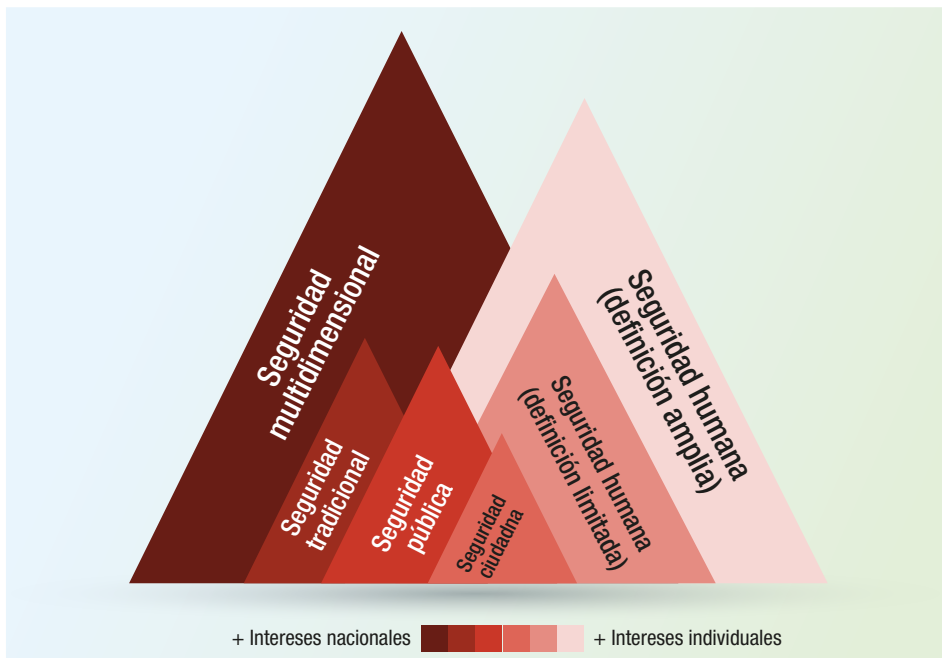 Seguridad
multidimensional
Seguridad
tradicional
Seguridad
pública
Seguridad
ciudadna
Seguridad humana
(definición limitada)
Seguridad humana
(definición amplia)
+ Intereses nacionales
+ Intereses individuales